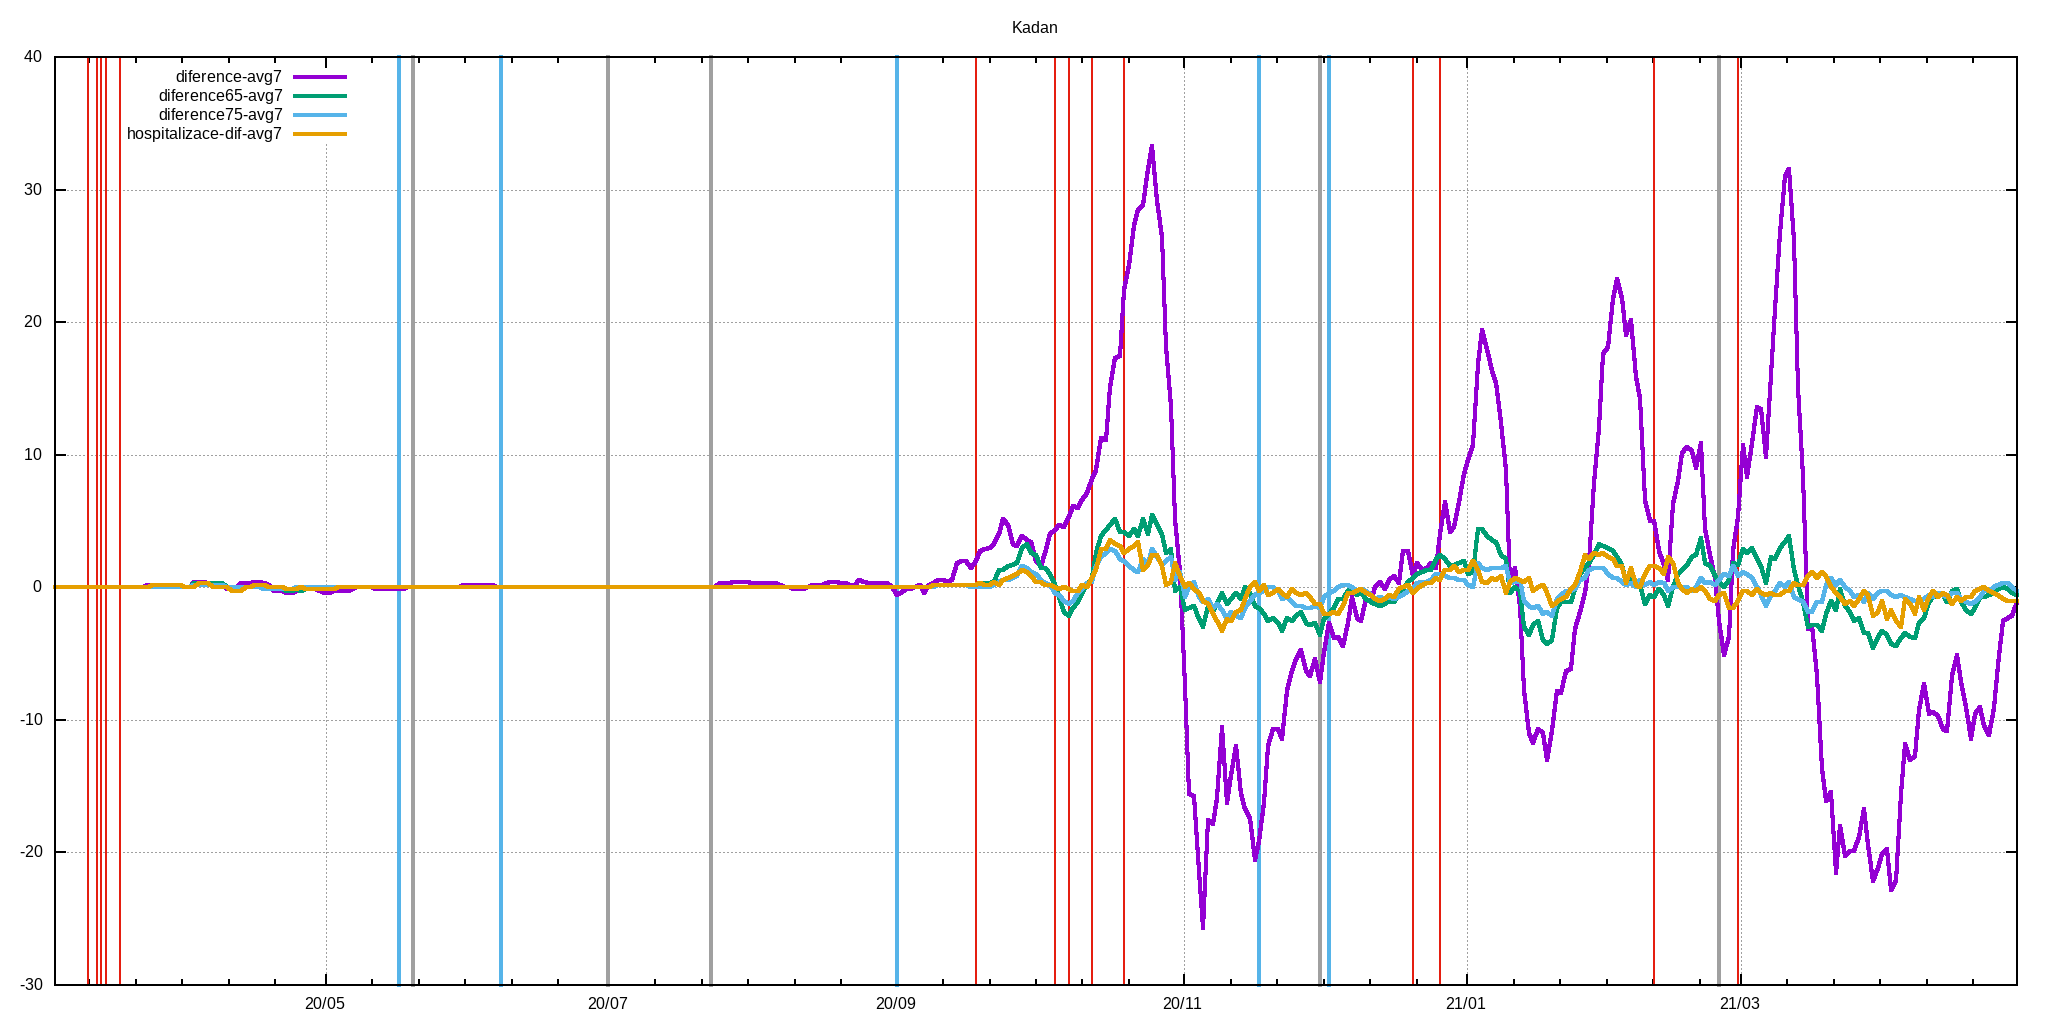 Kadan
40
diference-avg7
diference65-avg7
diference75-avg7
hospitalizace-dif-avg7
30
20
10
0
-10
-20
-30
20/05 20/07 20/09 20/11 21/01 21/03